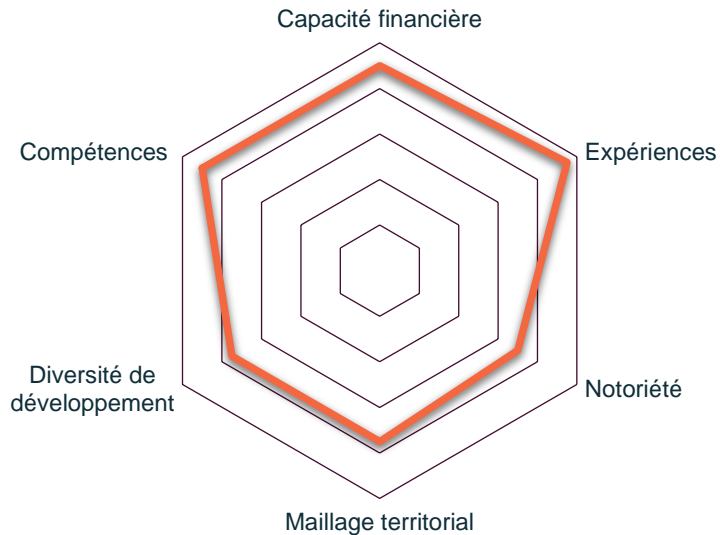 Capacité financière
Compétences
Expériences
Diversité de
développement
Notoriété
Maillage territorial